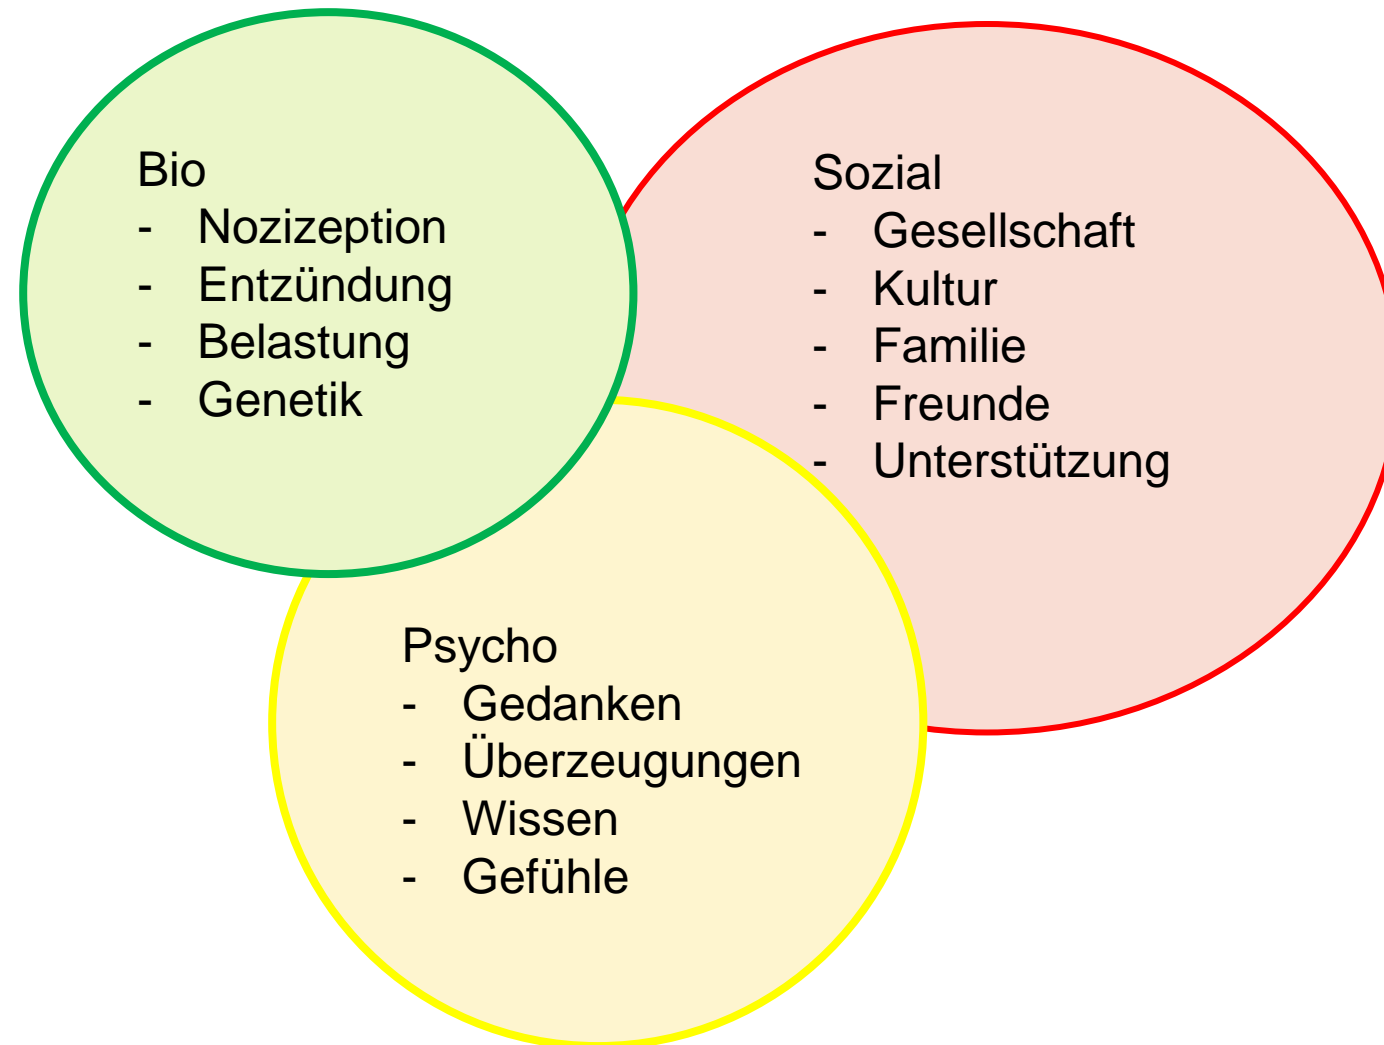 Bio
- Nozizeption
- Entzündung
- Belastung
- Genetik
Sozial
- Gesellschaft
- Kultur
- Familie
- Freunde
- Unterstützung
Psycho
- Gedanken
- Überzeugungen
- Wissen
- Gefühle